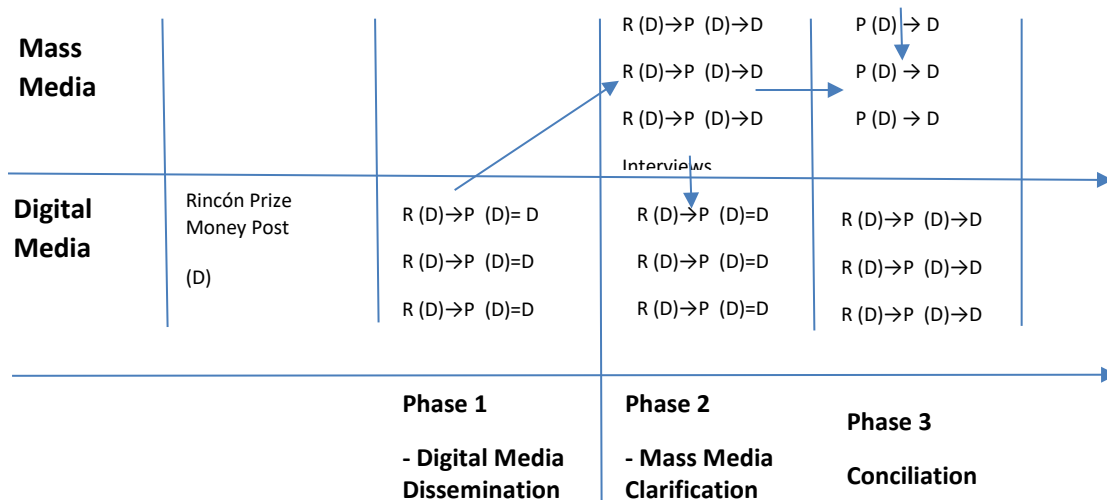 Mass
Media
R (D)→P (D)→D
R (D)→P (D)→D
R (D)→P (D)→D
Interviews
P (D) → D
P (D) → D
P (D) → D
Digital
Media
Rincón Prize
Money Post
(D)
R (D)→P (D)= D
R (D)→P (D)=D
R (D)→P (D)=D
R (D)→P (D)=D
R (D)→P (D)=D
R (D)→P (D)=D
R (D)→P (D)→D
R (D)→P (D)→D
R (D)→P (D)→D
Phase 1
- Digital Media
Dissemination
Phase 2
- Mass Media
Clarification
Phase 3
Conciliation